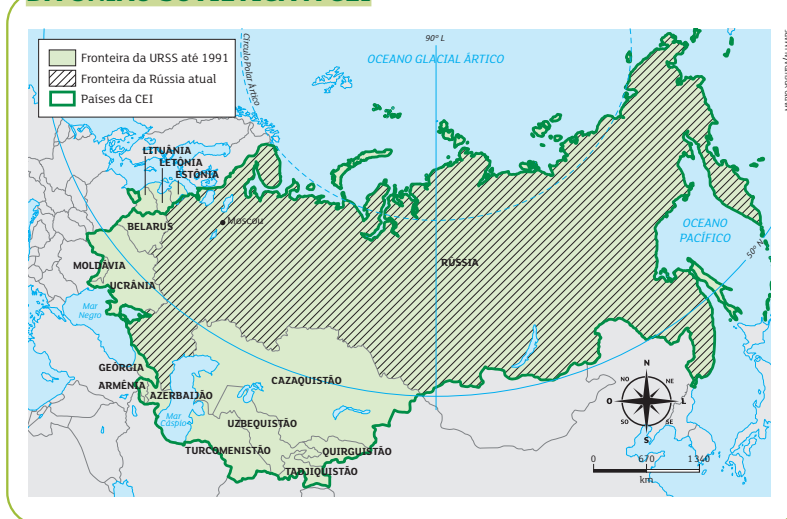 Fronteira da URSS até 1991
Fronteira da Rússia atual
Países da CEI
Círculo Polar Ártico
90° L
OCEANO GLACIAL ÁRTICO
LITUÂNIA
LETÔNIA
ESTÔNIA
Moscou
BELARUS
OCEANO
PACÍFICO
50° N
MOLDÁVIA
RÚSSIA
UCRÂNIA
Mar
Negro
GEÓRGIA
ARMÊNIA
AZERBAIJÃO
CAZAQUISTÃO
Mar
Cáspio
UZBEQUISTÃO
TURCOMENISTÃO
QUIRGUISTÃO
TADJIQUISTÃO
N
NO
NE
O
L
SO
SE
S
0 670 1 340
km